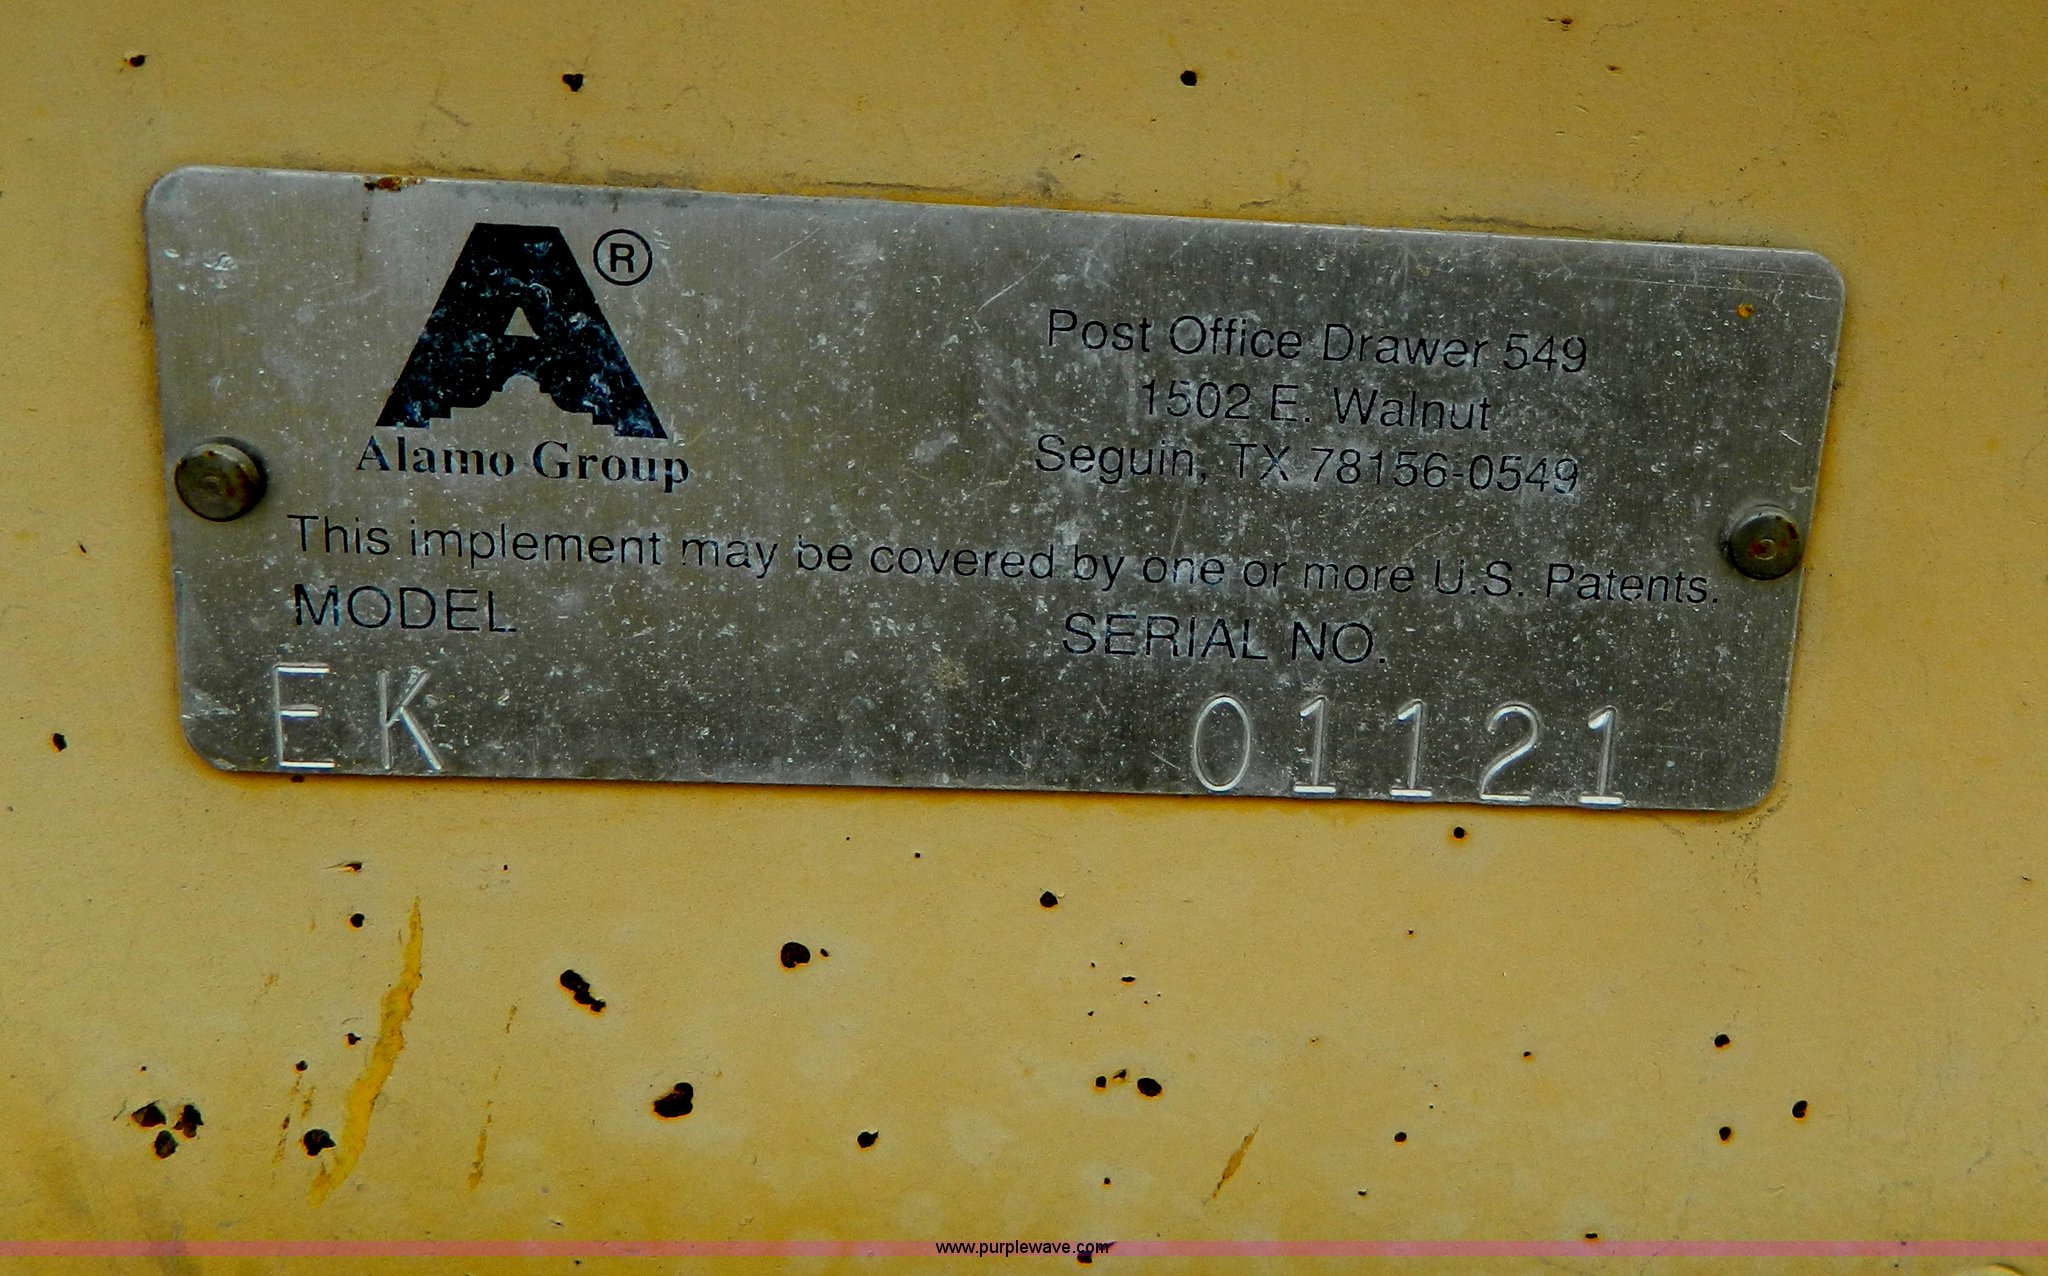 A®
Alamo Group
Post Office Drawer 549
1502 E. Walnut
Seguin, TX 78156-0549
This implement may be covered by one or more U.S. Patents.
MODEL SERIAL NO.
EK 01121
www.purplewave.com